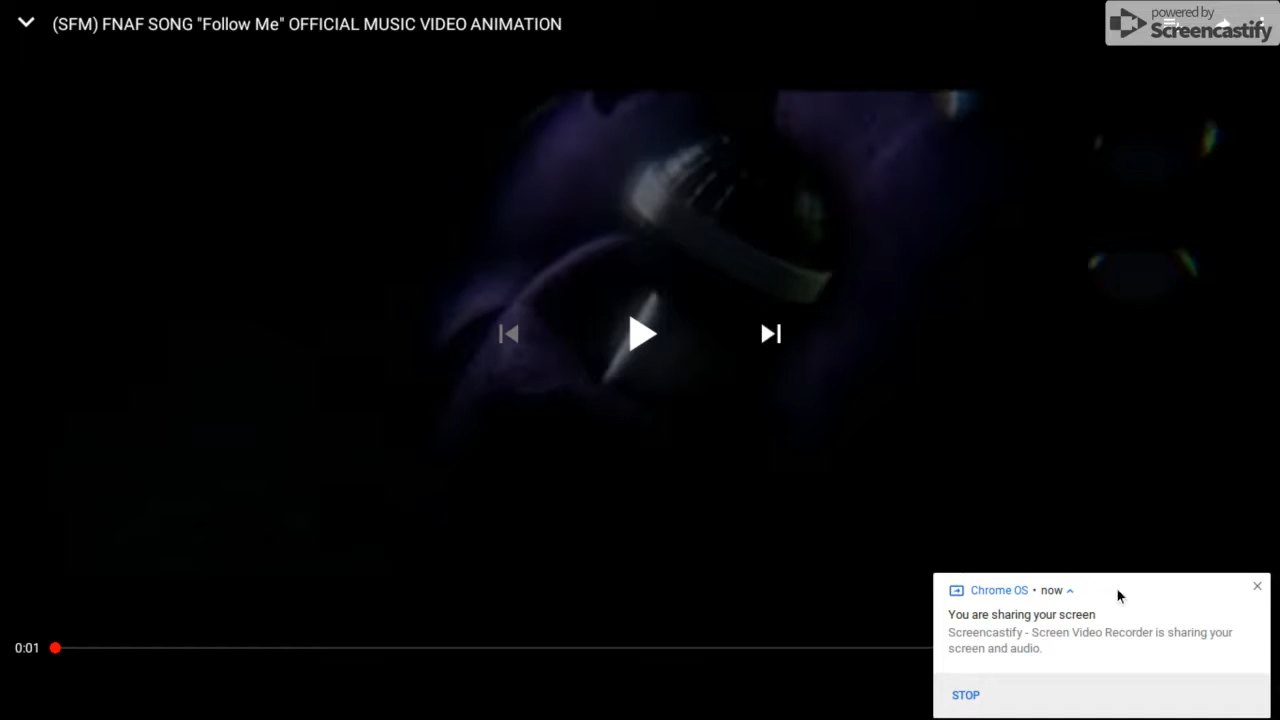 (SFM) FNAF SONG "Follow Me" OFFICIAL MUSIC VIDEO ANIMATION
powered by
Screencastify
0:01
Chrome OS • now
You are sharing your screen
Screencastify - Screen Video Recorder is sharing your
screen and audio.
STOP